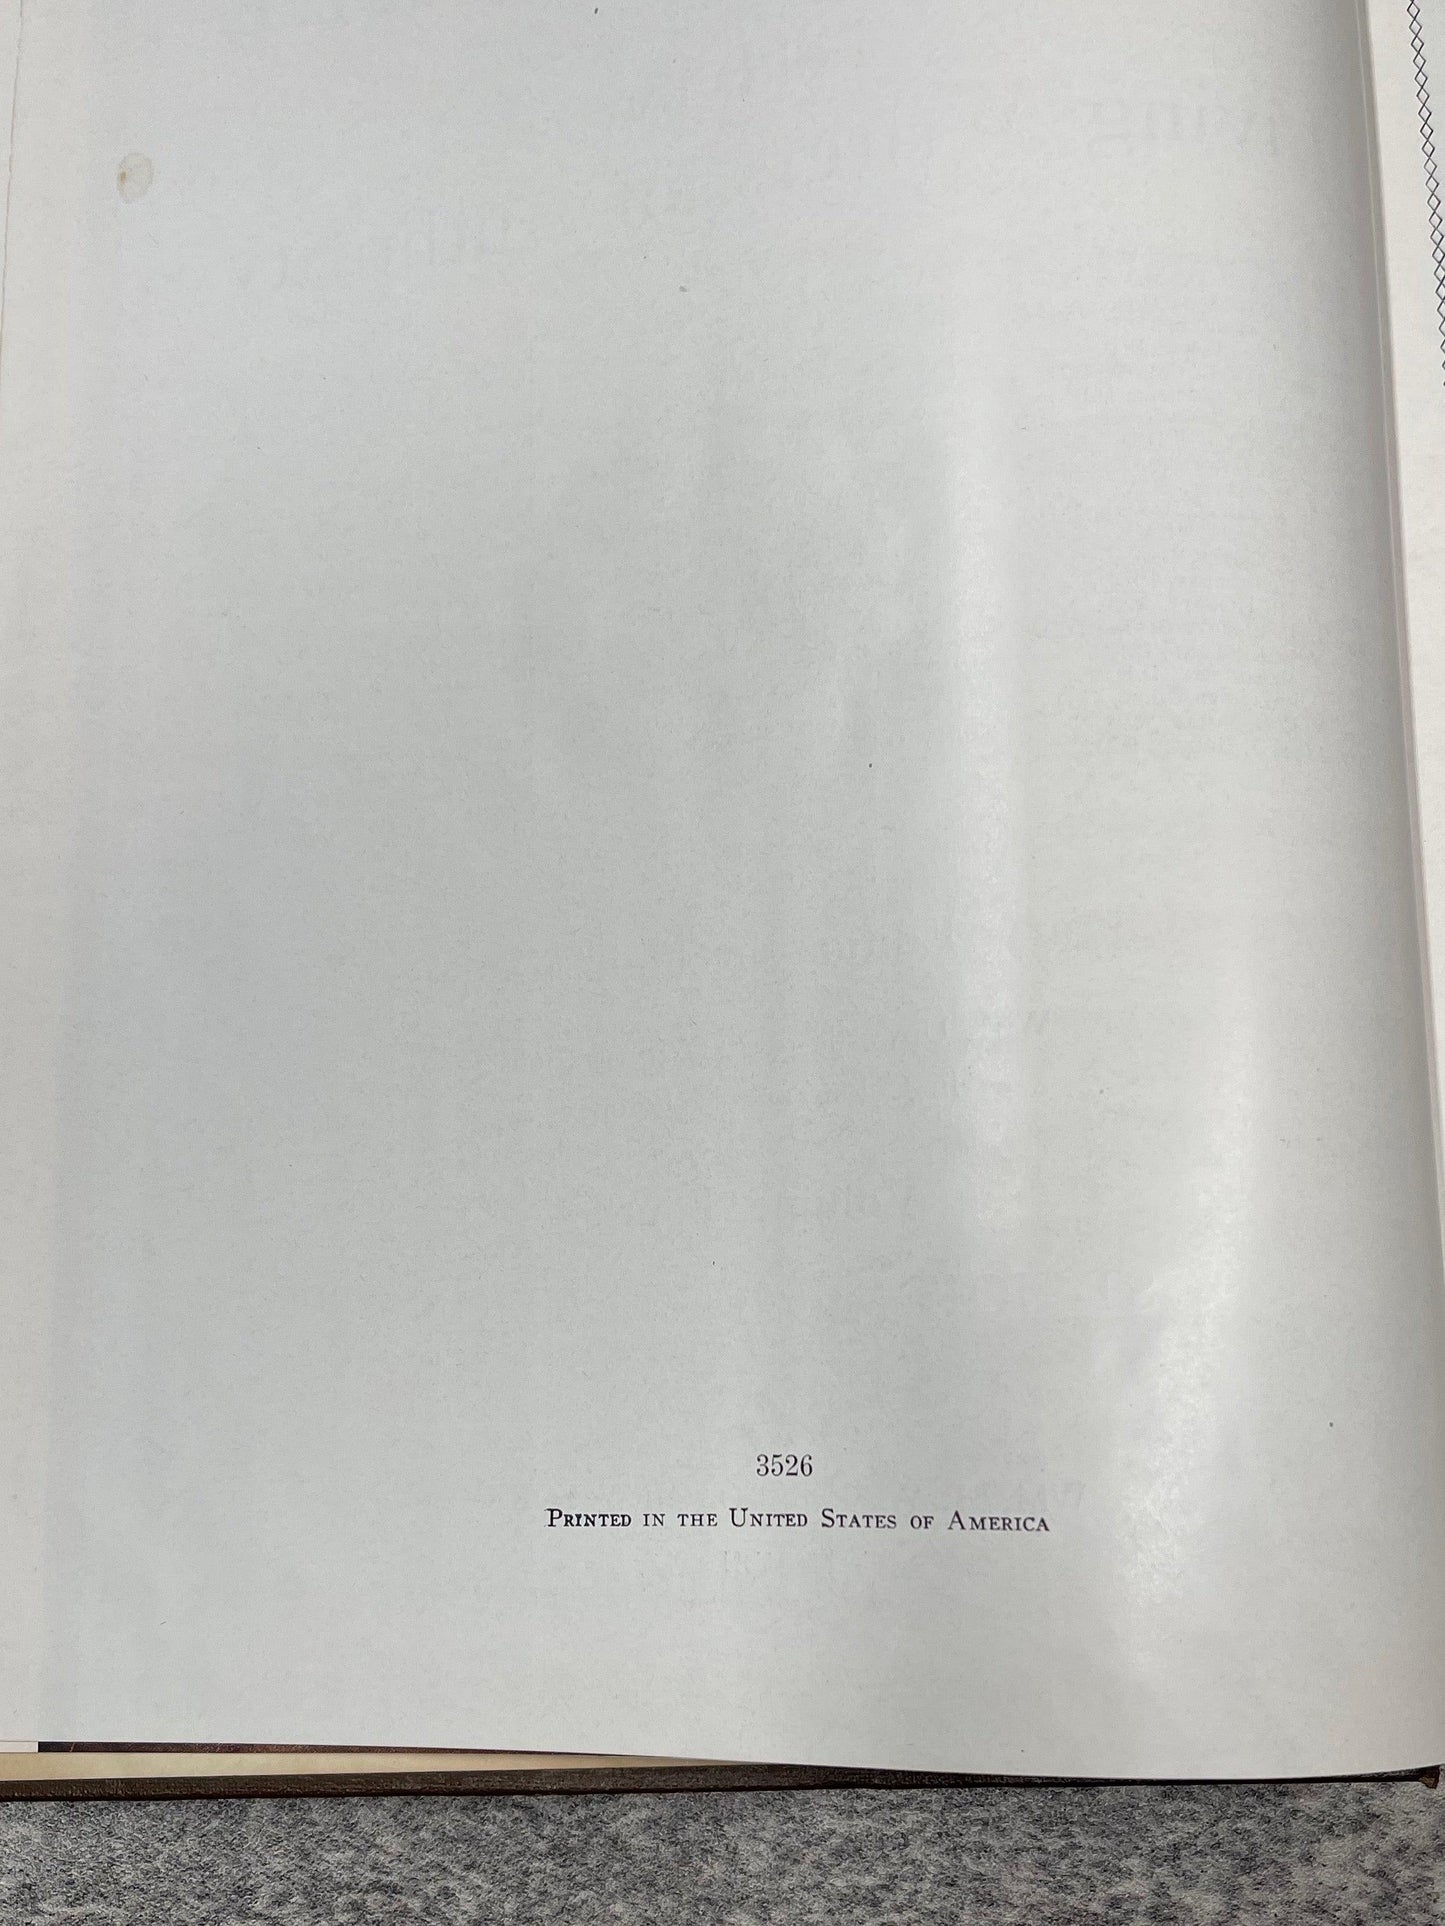 3526
Printed in the United States of America